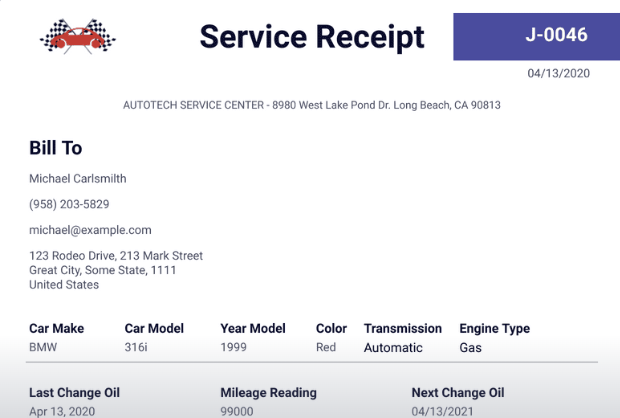 Service Receipt
J-0046
04/13/2020
AUTOTECH SERVICE CENTER - 8980 West Lake Pond Dr. Long Beach, CA 90813
Bill To
Michael Carlsmilth
(958) 203-5829
michael@example.com
123 Rodeo Drive, 213 Mark Street
Great City, Some State, 1111
United States
Car Make Car Model Year Model Color Transmission Engine Type
BMW 316i 1999 Red Automatic Gas
Last Change Oil Mileage Reading Next Change Oil
Apr 13, 2020 99000 04/13/2021